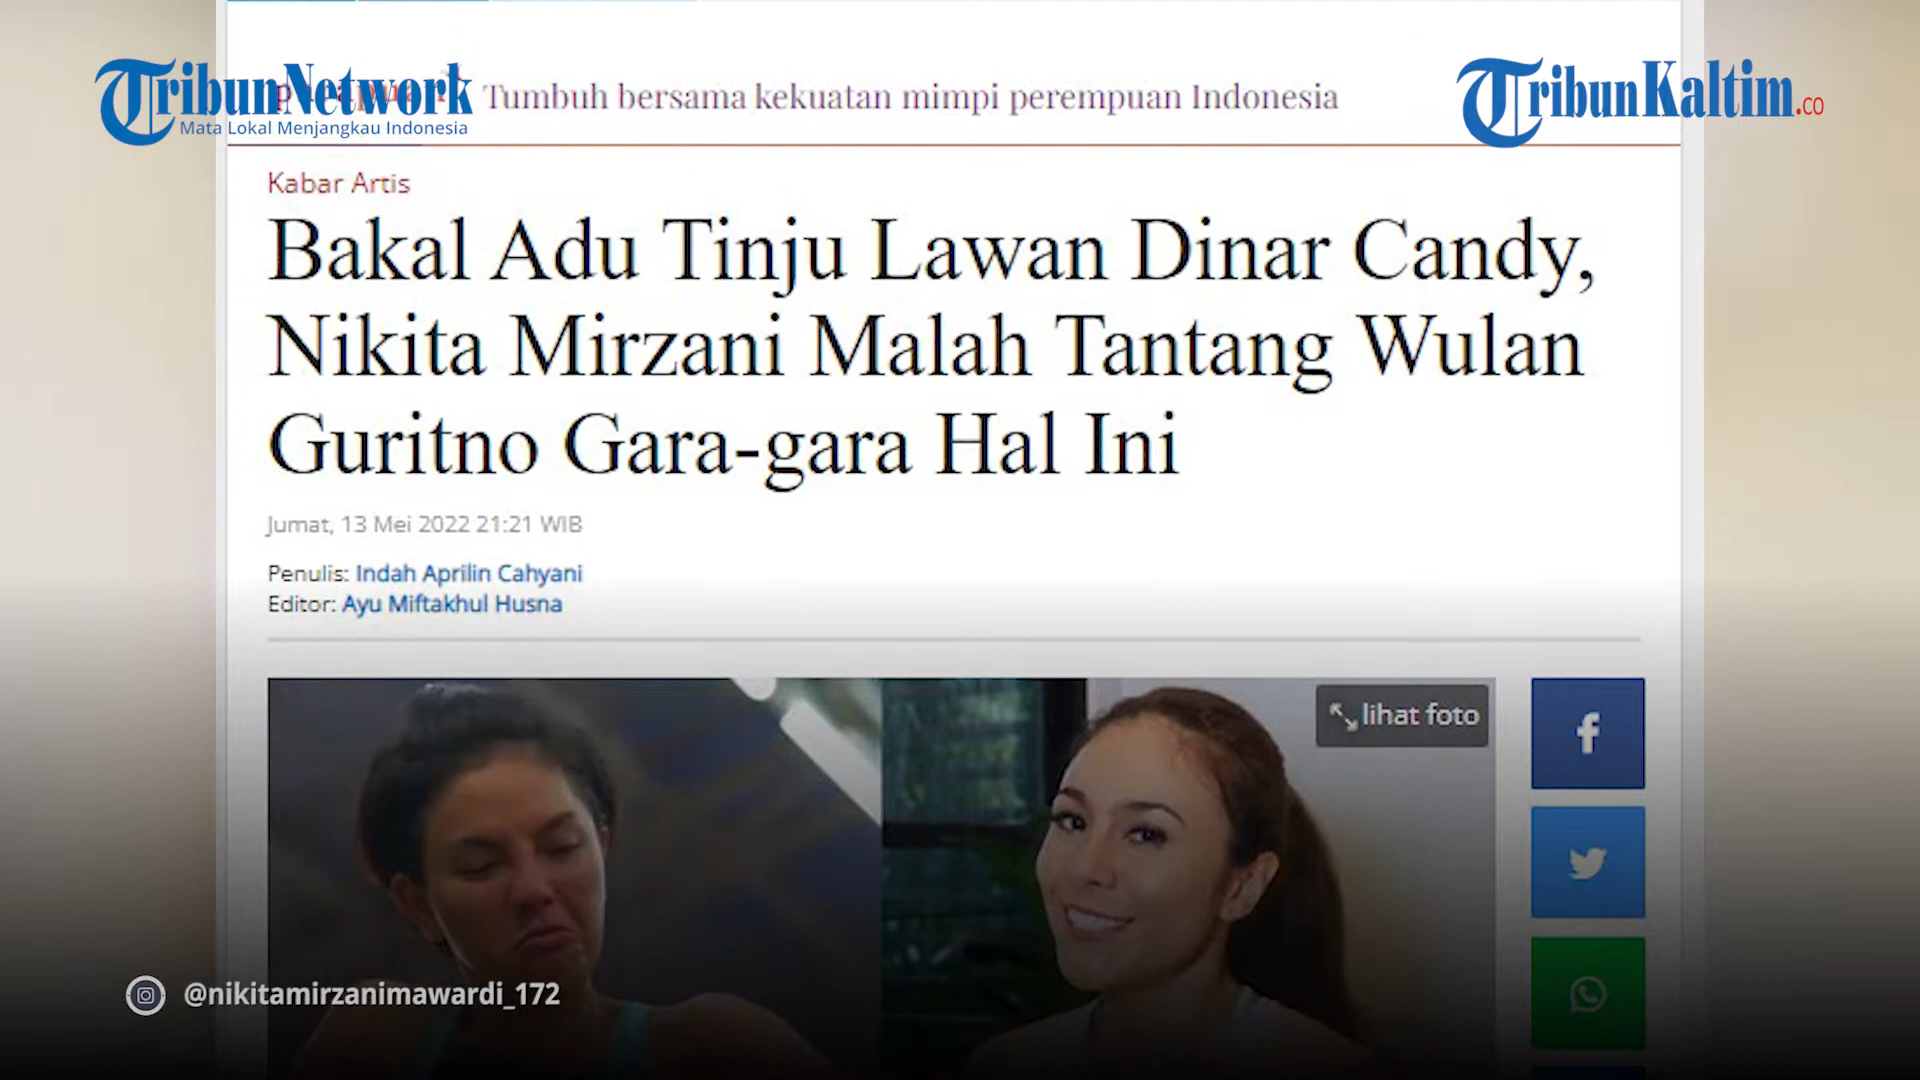 TribunNetwork
Mata Lokal Menjangkau Indonesia
Tumbuh bersama kekuatan mimpi perempuan Indonesia
TribunKaltim.co
Kabar Artis
Bakal Adu Tinju Lawan Dinar Candy,
Nikita Mirzani Malah Tantang Wulan
Guritno Gara-gara Hal Ini
Jumat, 13 Mei 2022 21:21 WIB
Penulis: Indah Aprilin Cahyani
Editor: Ayu Miftakhul Husna
lihat foto
@nikitamirzanimawardi_172